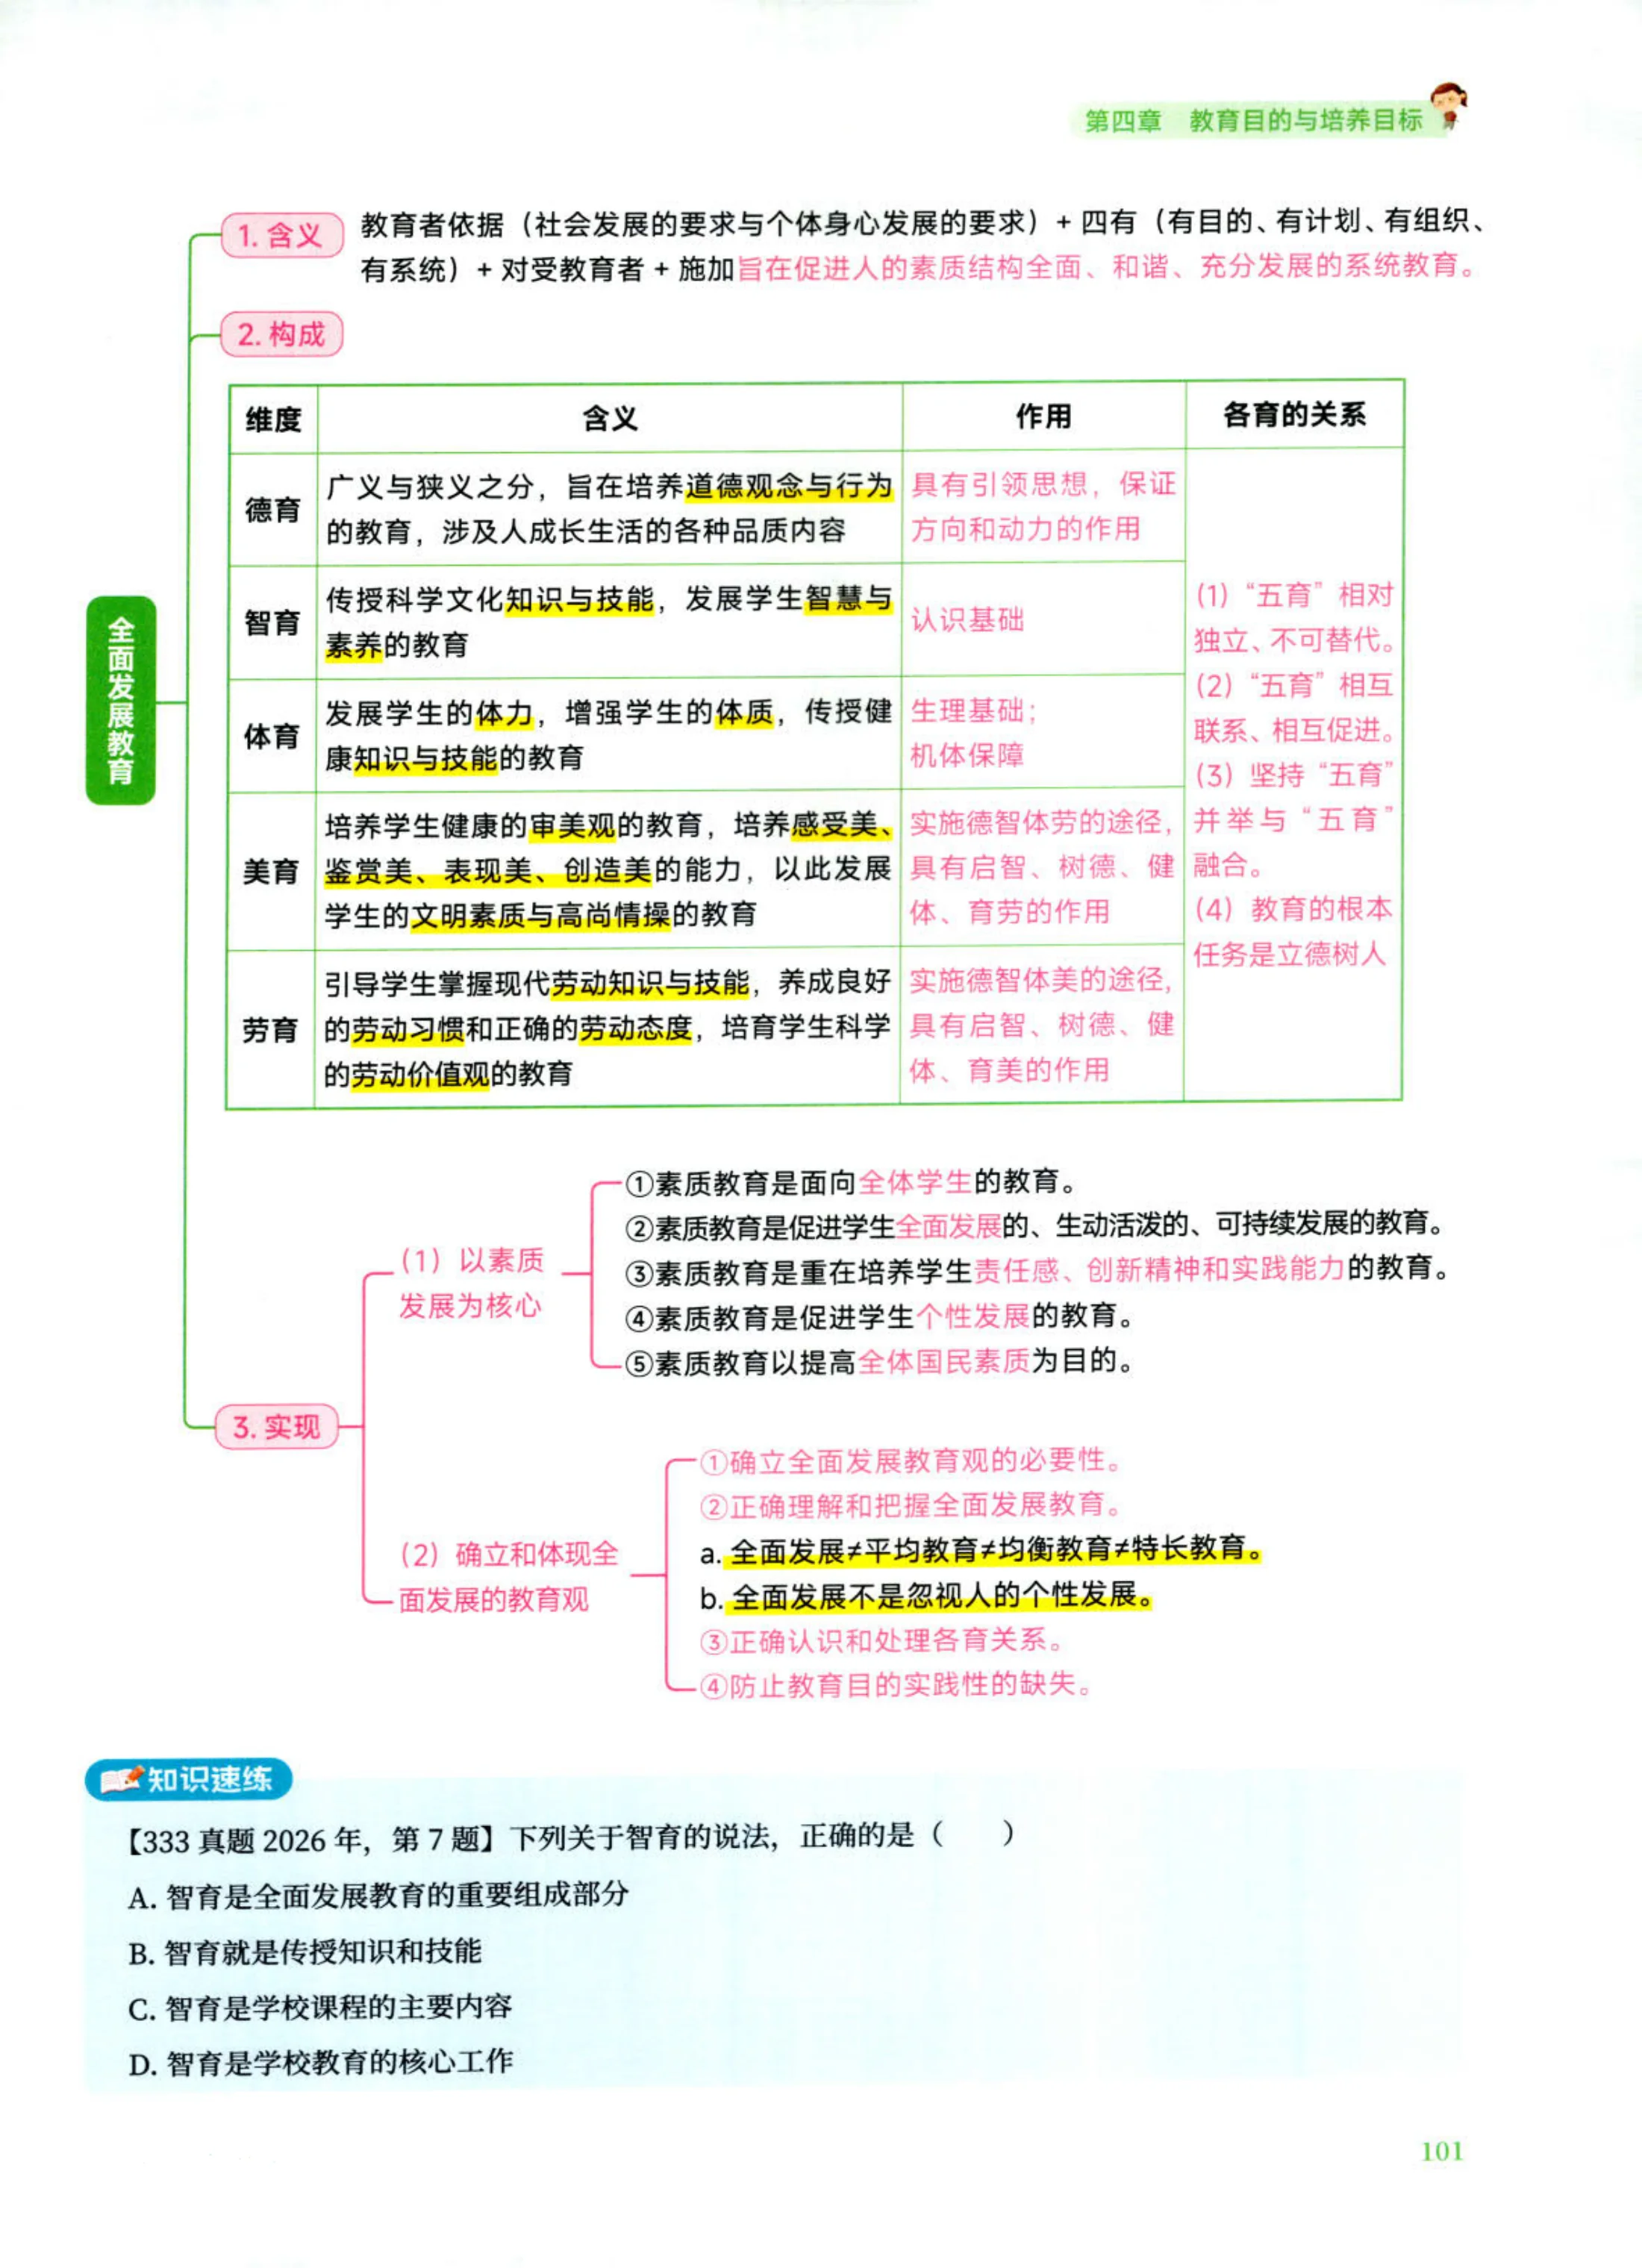 第四章 教育目的与培养目标
1. 含义
教育者依据（社会发展的要求与个体身心发展的要求）+ 四有（有目的、有计划、有组织、
有系统）+ 对受教育者 + 施加旨在促进人的素质结构全面、和谐、充分发展的系统教育。
2. 构成
全面发展教育
维度 含义 作用 各育的关系
德育
广义与狭义之分，旨在培养道德观念与行为
的教育，涉及人成长生活的各种品质内容
具有引领思想，保证
方向和动力的作用
智育
传授科学文化知识与技能，发展学生智慧与
素养的教育
认识基础
体育
发展学生的体力，增强学生的体质，传授健
康知识与技能的教育
生理基础；
机体保障
美育
培养学生健康的审美观的教育，培养感受美、
鉴赏美、表现美、创造美的能力，以此发展
学生的文明素质与高尚情操的教育
实施德智体劳的途径，
具有启智、树德、健
体、育劳的作用
劳育
引导学生掌握现代劳动知识与技能，养成良好
的劳动习惯和正确的劳动态度，培育学生科学
的劳动价值观的教育
实施德智体美的途径，
具有启智、树德、健
体、育美的作用
（1）“五育”相对
独立、不可替代。
（2）“五育”相互
联系、相互促进。
（3）坚持“五育”
并举与“五育”
融合。
（4）教育的根本
任务是立德树人
3. 实现
（1）以素质
发展为核心
①素质教育是面向全体学生的教育。
②素质教育是促进学生全面发展的、生动活泼的、可持续发展的教育。
③素质教育是重在培养学生责任感、创新精神和实践能力的教育。
④素质教育是促进学生个性发展的教育。
⑤素质教育以提高全体国民素质为目的。
（2）确立和体现全
面发展的教育观
①确立全面发展教育观的必要性。
②正确理解和把握全面发展教育。
a. 全面发展≠平均教育≠均衡教育≠特长教育。
b. 全面发展不是忽视人的个性发展。
③正确认识和处理各育关系。
④防止教育目的实践性的缺失。
知识速练
【333 真题 2026 年，第 7 题】下列关于智育的说法，正确的是（ ）
A. 智育是全面发展教育的重要组成部分
B. 智育就是传授知识和技能
C. 智育是学校课程的主要内容
D. 智育是学校教育的核心工作
101